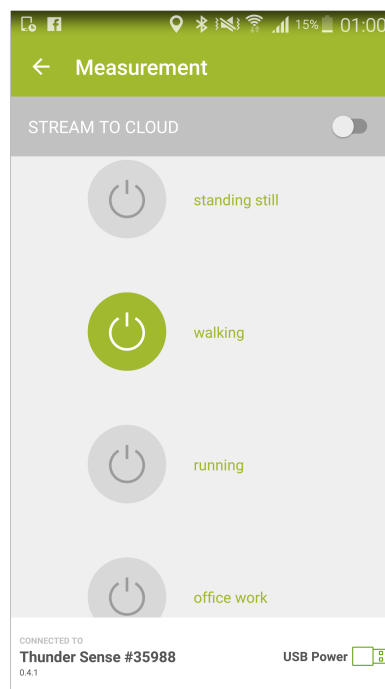 15% 01:00
Measurement
STREAM TO CLOUD
standing still
walking
running
office work
CONNECTED TO
Thunder Sense #35988
USB Power
0.4.1